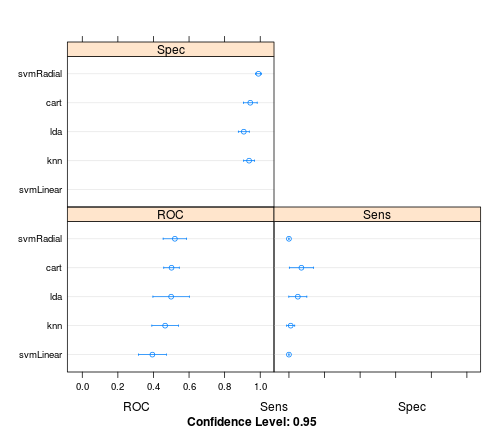 Spec
svmRadial
cart
lda
knn
svmLinear
ROC Sens
svmRadial
cart
lda
knn
svmLinear
0.0 0.2 0.4 0.6 0.8 1.0
ROC Sens Spec
Confidence Level: 0.95